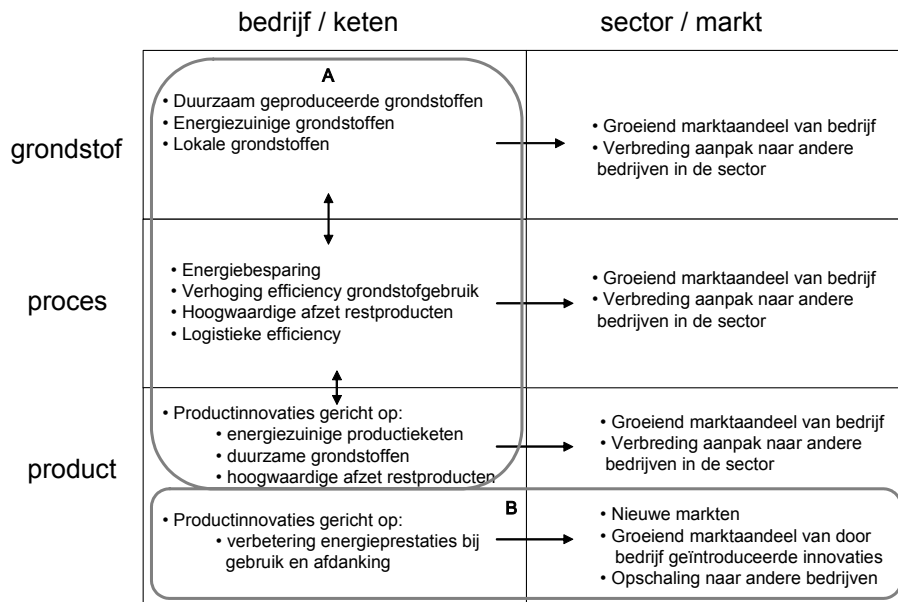 bedrijf / keten
sector / markt
grondstof
A
• Duurzaam geproduceerde grondstoffen
• Energiezuinige grondstoffen
• Lokale grondstoffen
• Groeiend marktaandeel van bedrijf
• Verbreding aanpak naar andere
bedrijven in de sector
proces
• Energiebesparing
• Verhoging efficiency grondstofgebruik
• Hoogwaardige afzet restproducten
• Logistieke efficiency
• Groeiend marktaandeel van bedrijf
• Verbreding aanpak naar andere
bedrijven in de sector
product
• Productinnovaties gericht op:
• energiezuinige productieketen
• duurzame grondstoffen
• hoogwaardige afzet restproducten
• Groeiend marktaandeel van bedrijf
• Verbreding aanpak naar andere
bedrijven in de sector
B
• Productinnovaties gericht op:
• verbetering energieprestaties bij
gebruik en afdanking
• Nieuwe markten
• Groeiend marktaandeel van door
bedrijf geïntroduceerde innovaties
• Opschaling naar andere bedrijven